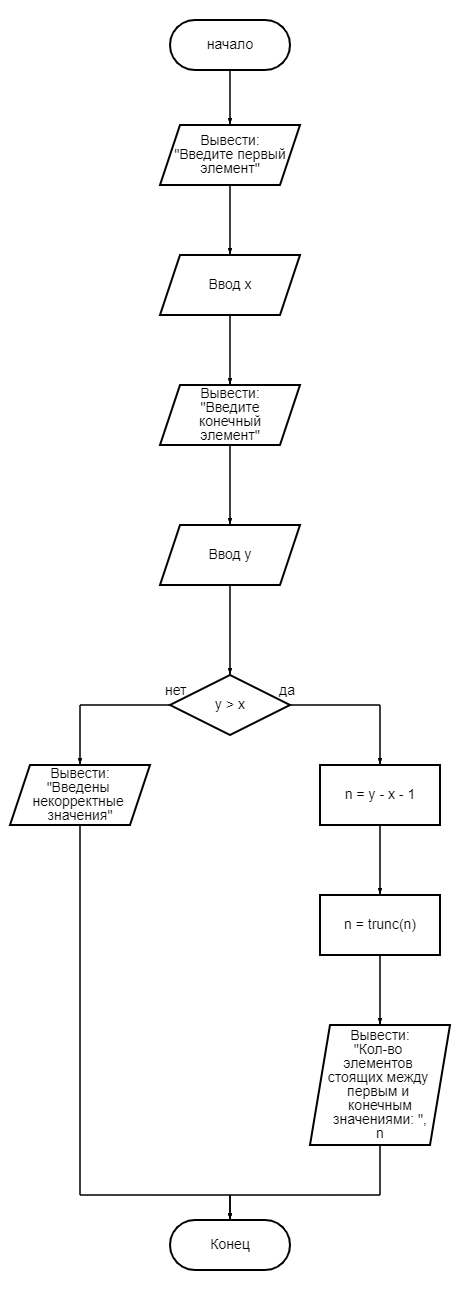 начало
Вывести:
"Введите первый
элемент"
Ввод x
Вывести:
"Введите
конечный
элемент"
Ввод y
нет
да
y > x
Вывести:
"Введены
некорректные
значения"
n = y - x - 1
n = trunc(n)
Вывести:
"Кол-во
элементов
стоящих между
первым и
конечным
значениями: ",
n
Конец